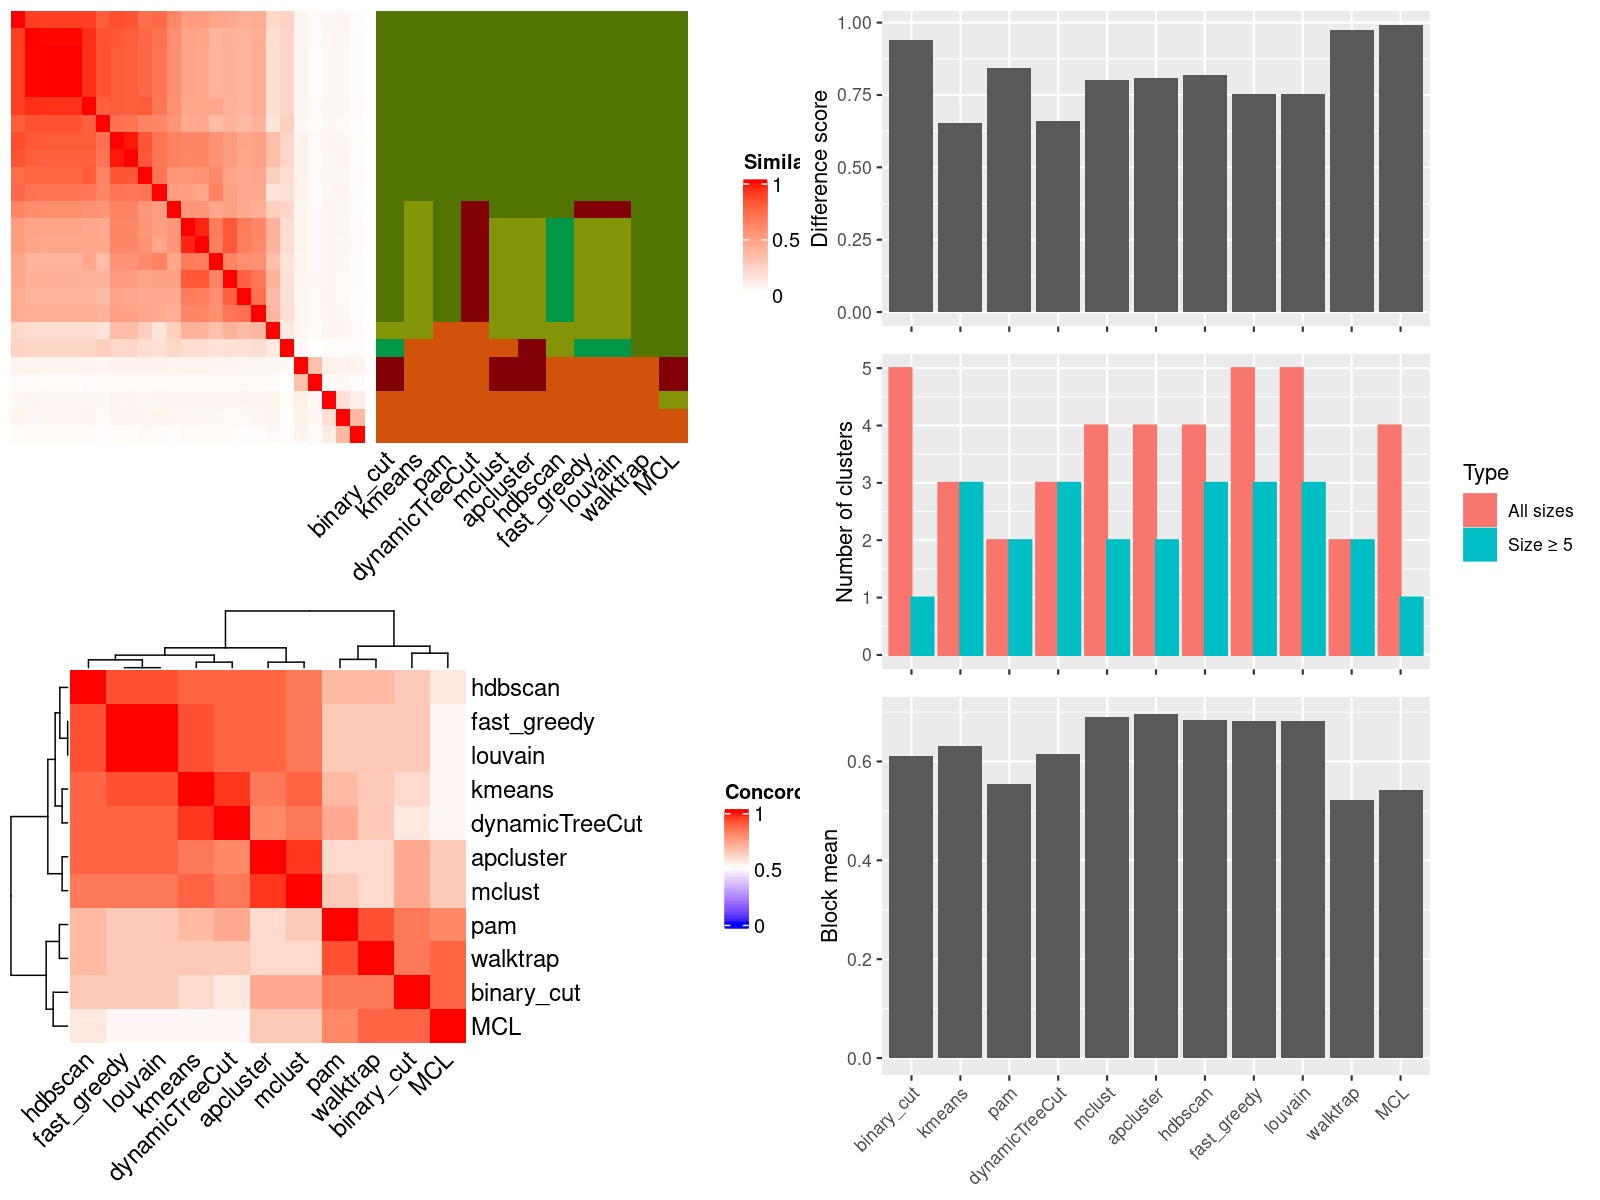 Simila
1
0.5
0
binary_cut
kmeans
pam
dynamicTreeCut
mclust
apcluster
hdbscan
fast_greedy
louvain
walktrap
MCL
hdbscan
fast_greedy
louvain
kmeans
dynamicTreeCut
apcluster
mclust
pam
walktrap
binary_cut
MCL
hdbscan
fast_greedy
louvain
kmeans
dynamicTreeCut
apcluster
mclust
pam
walktrap
binary_cut
MCL
Concord
1
0.5
0
Difference score
1.00
0.75
0.50
0.25
0.00
Number of clusters
5
4
3
2
1
0
Type
All sizes
Size ≥ 5
Block mean
0.6
0.4
0.2
0.0
binary_cut
kmeans
pam
dynamicTreeCut
mclust
apcluster
hdbscan
fast_greedy
louvain
walktrap
MCL